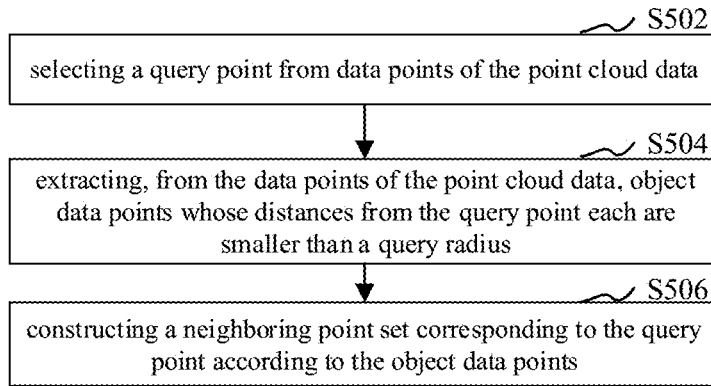 S502
selecting a query point from data points of the point cloud data
S504
extracting, from the data points of the point cloud data, object
data points whose distances from the query point each are
smaller than a query radius
S506
constructing a neighboring point set corresponding to the query
point according to the object data points